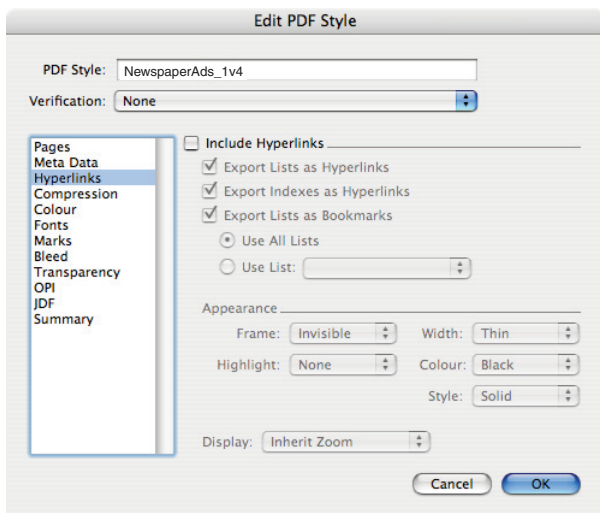 Edit PDF Style
PDF Style: NewspaperAds_1v4
Verification: None
Pages
Meta Data
Hyperlinks
Compression
Colour
Fonts
Marks
Bleed
Transparency
OPI
JDF
Summary
Include Hyperlinks
Export Lists as Hyperlinks
Export Indexes as Hyperlinks
Export Lists as Bookmarks
Use All Lists
Use List:
Appearance
Frame: Invisible Width: Thin
Highlight: None Colour: Black
Style: Solid
Display: Inherit Zoom
Cancel OK